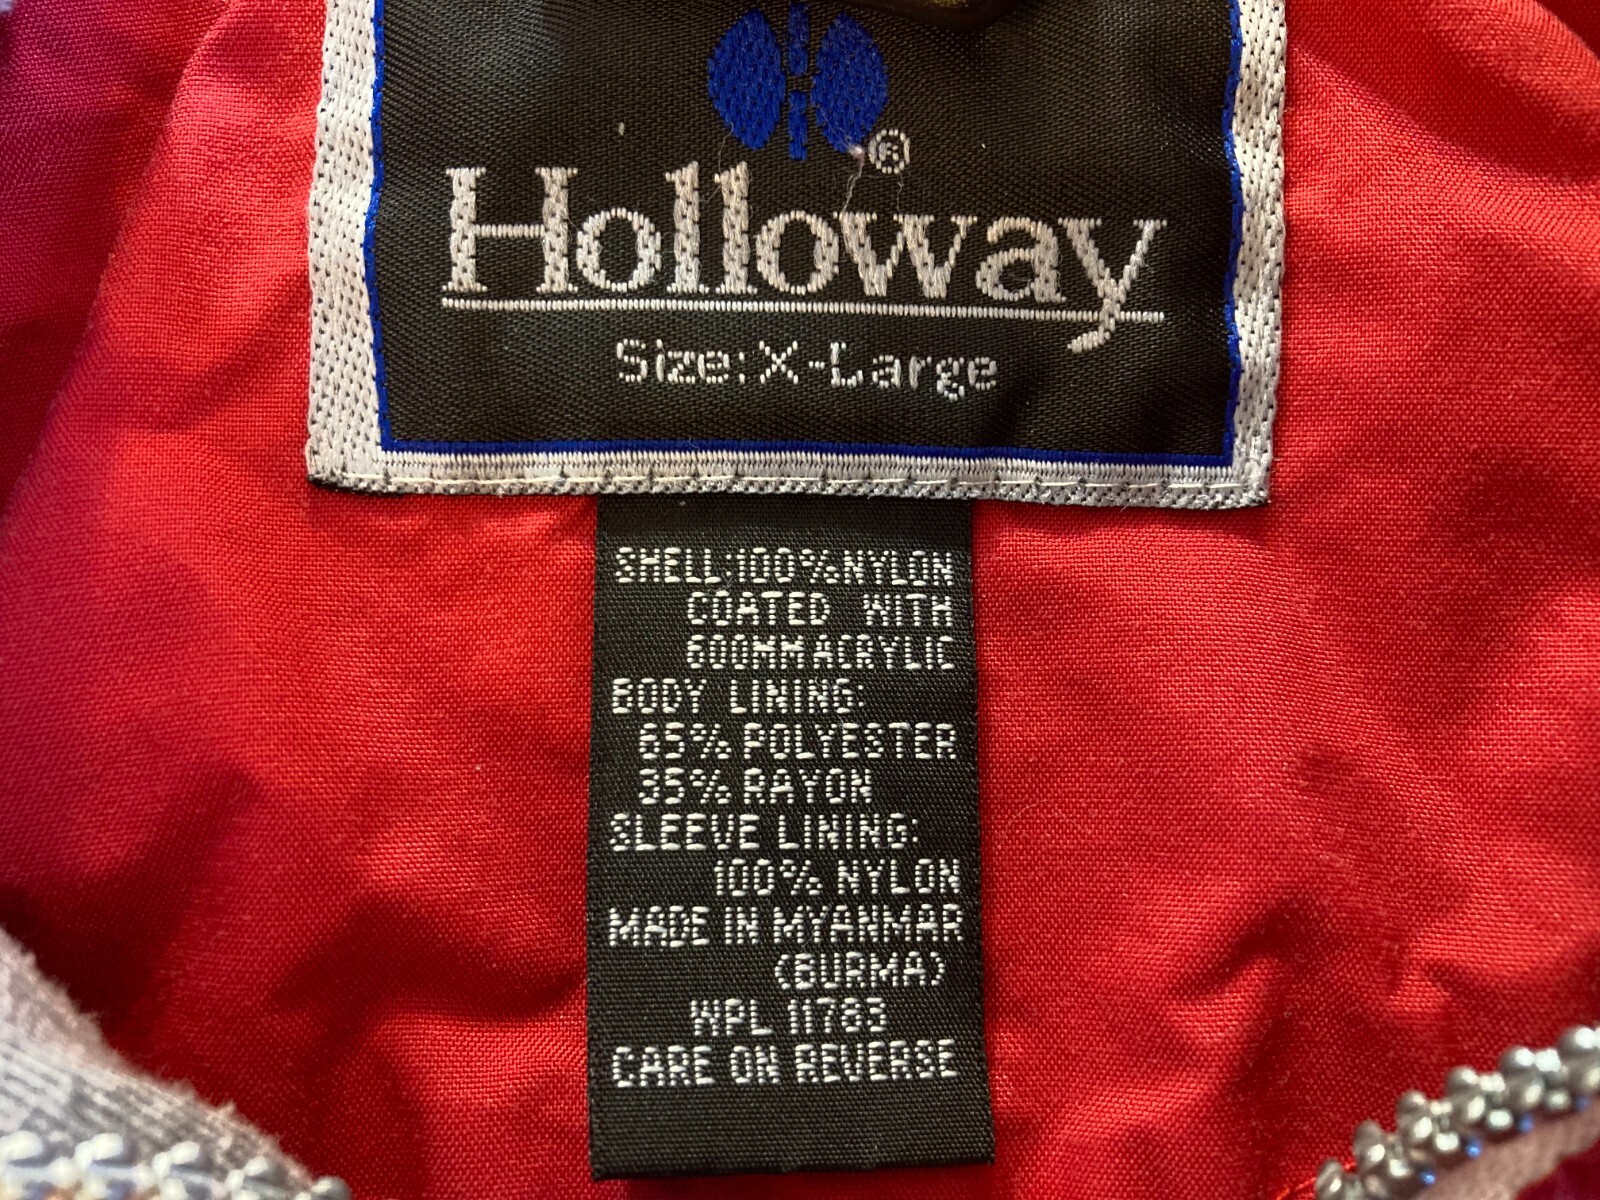 ®
Holloway
Size: X-Large
SHELL:100%NYLON
COATED WITH
600MM ACRYLIC
BODY LINING:
65% POLYESTER
35% RAYON
SLEEVE LINING:
100% NYLON
MADE IN MYANMAR
(BURMA)
WPL 11783
CARE ON REVERSE